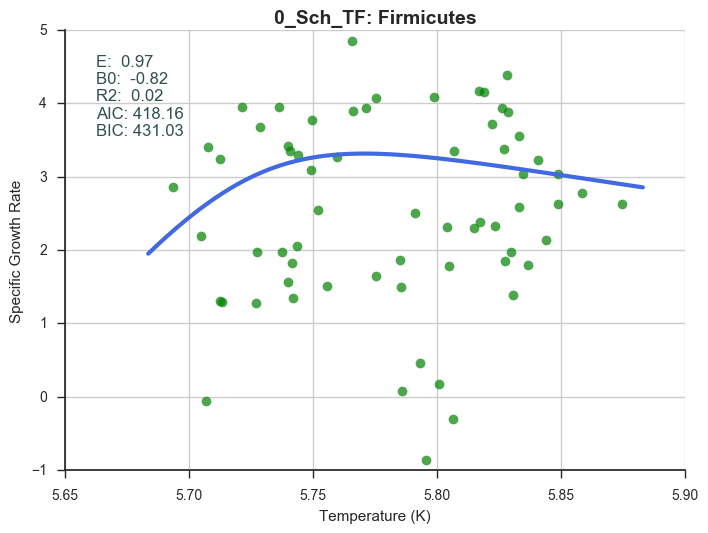 0_Sch_TF: Firmicutes
E:  0.97
B0:  -0.82
R2:  0.02
AIC: 418.16
BIC: 431.03
5
4
3
2
1
0
−1
Specific Growth Rate
5.65 5.70 5.75 5.80 5.85 5.90
Temperature (K)